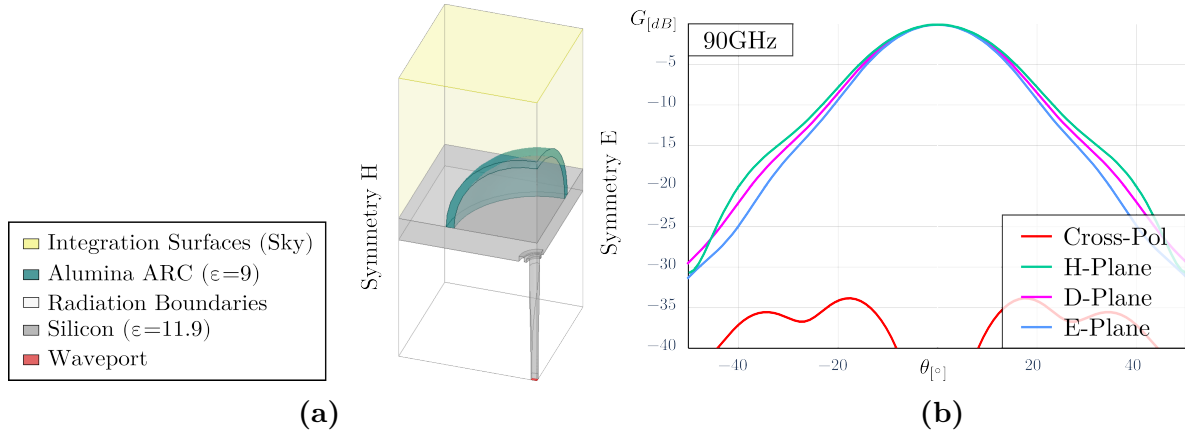 Integration Surfaces (Sky)
Alumina ARC (ε=9)
Radiation Boundaries
Silicon (ε=11.9)
Waveport
Symmetry H
Symmetry E
(a)
G[dB]
90GHz
−5
−10
−15
−20
−25
−30
−35
−40
−40
−20
0
20
40
θ[°]
Cross-Pol
H-Plane
D-Plane
E-Plane
(b)